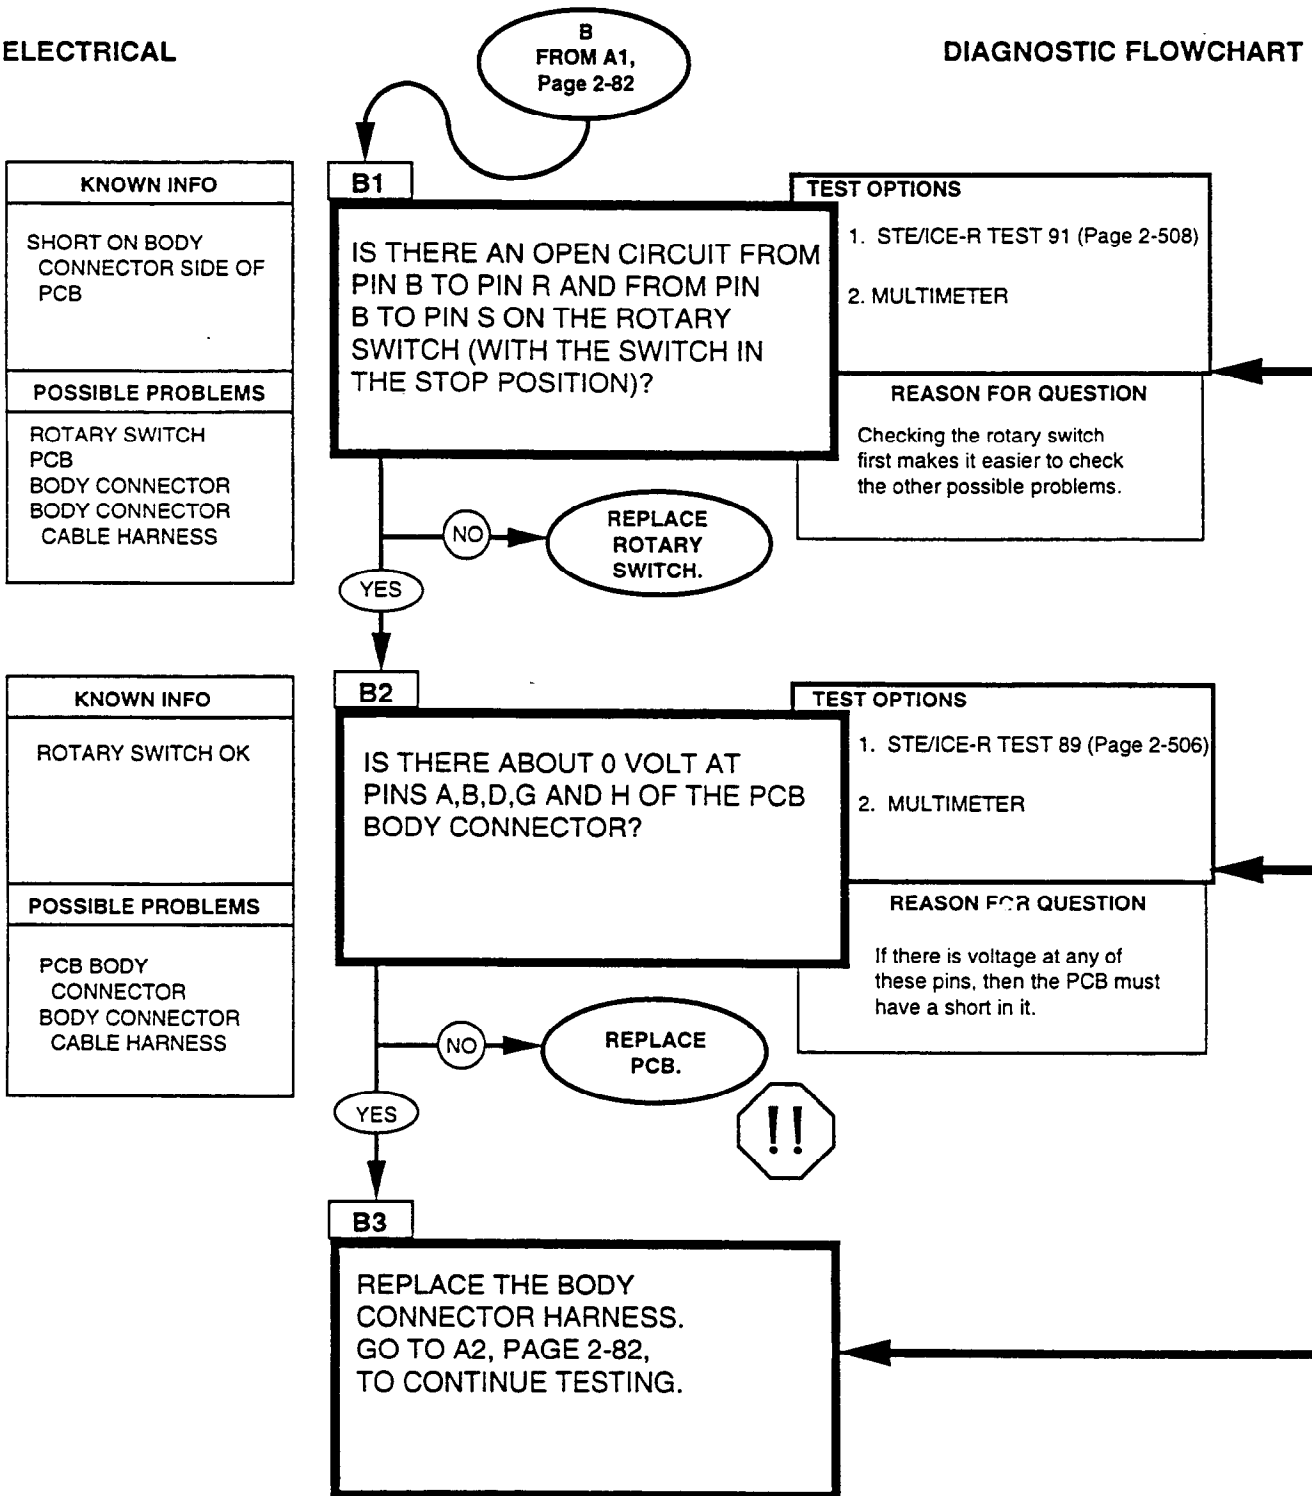 ELECTRICAL
B
FROM A1,
Page 2-82
DIAGNOSTIC FLOWCHART
KNOWN INFO
SHORT ON BODY
CONNECTOR SIDE OF
PCB
POSSIBLE PROBLEMS
ROTARY SWITCH
PCB
BODY CONNECTOR
BODY CONNECTOR
CABLE HARNESS
B1
IS THERE AN OPEN CIRCUIT FROM
PIN B TO PIN R AND FROM PIN
B TO PIN S ON THE ROTARY
SWITCH (WITH THE SWITCH IN
THE STOP POSITION)?
TEST OPTIONS
1. STE/ICE-R TEST 91 (Page 2-508)
2. MULTIMETER
REASON FOR QUESTION
Checking the rotary switch
first makes it easier to check
the other possible problems.
NO
REPLACE
ROTARY
SWITCH.
YES
KNOWN INFO
ROTARY SWITCH OK
POSSIBLE PROBLEMS
PCB BODY
CONNECTOR
BODY CONNECTOR
CABLE HARNESS
B2
IS THERE ABOUT 0 VOLT AT
PINS A,B,D,G AND H OF THE PCB
BODY CONNECTOR?
TEST OPTIONS
1. STE/ICE-R TEST 89 (Page 2-506)
2. MULTIMETER
REASON FOR QUESTION
If there is voltage at any of
these pins, then the PCB must
have a short in it.
NO
REPLACE
PCB.
YES
!!
B3
REPLACE THE BODY
CONNECTOR HARNESS.
GO TO A2, PAGE 2-82,
TO CONTINUE TESTING.